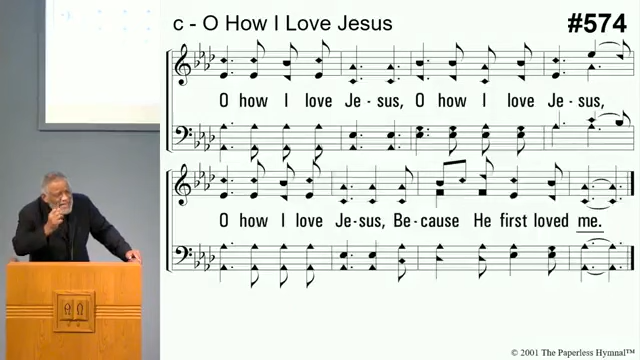 c - O How I Love Jesus
#574
O how I love Je - sus, O how I love Je - sus,
O how I love Je - sus, Be - cause He first loved me.
Α Ω
© 2001 The Paperless Hymnal™